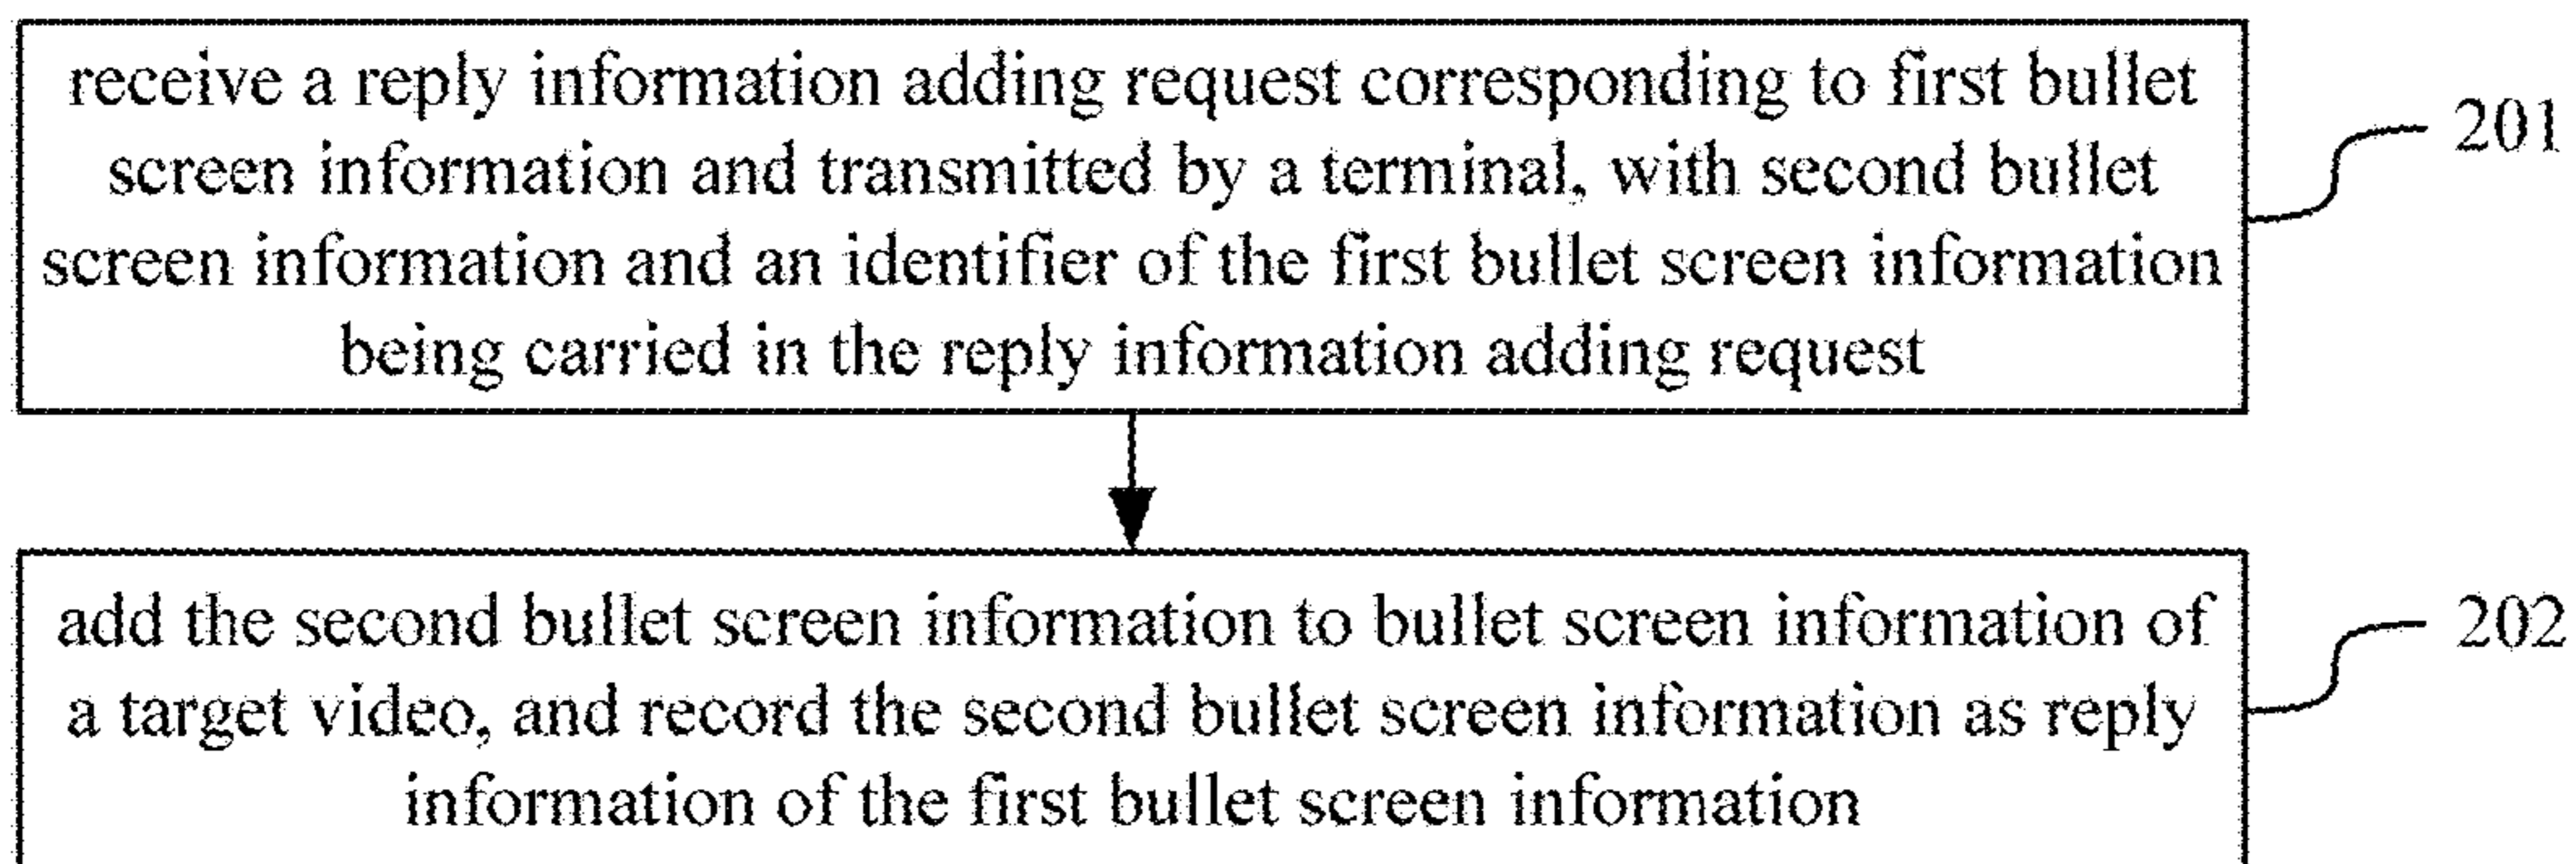 receive a reply information adding request corresponding to first bullet
screen information and transmitted by a terminal, with second bullet
screen information and an identifier of the first bullet screen information
being carried in the reply information adding request
201
add the second bullet screen information to bullet screen information of
a target video, and record the second bullet screen information as reply
information of the first bullet screen information
202